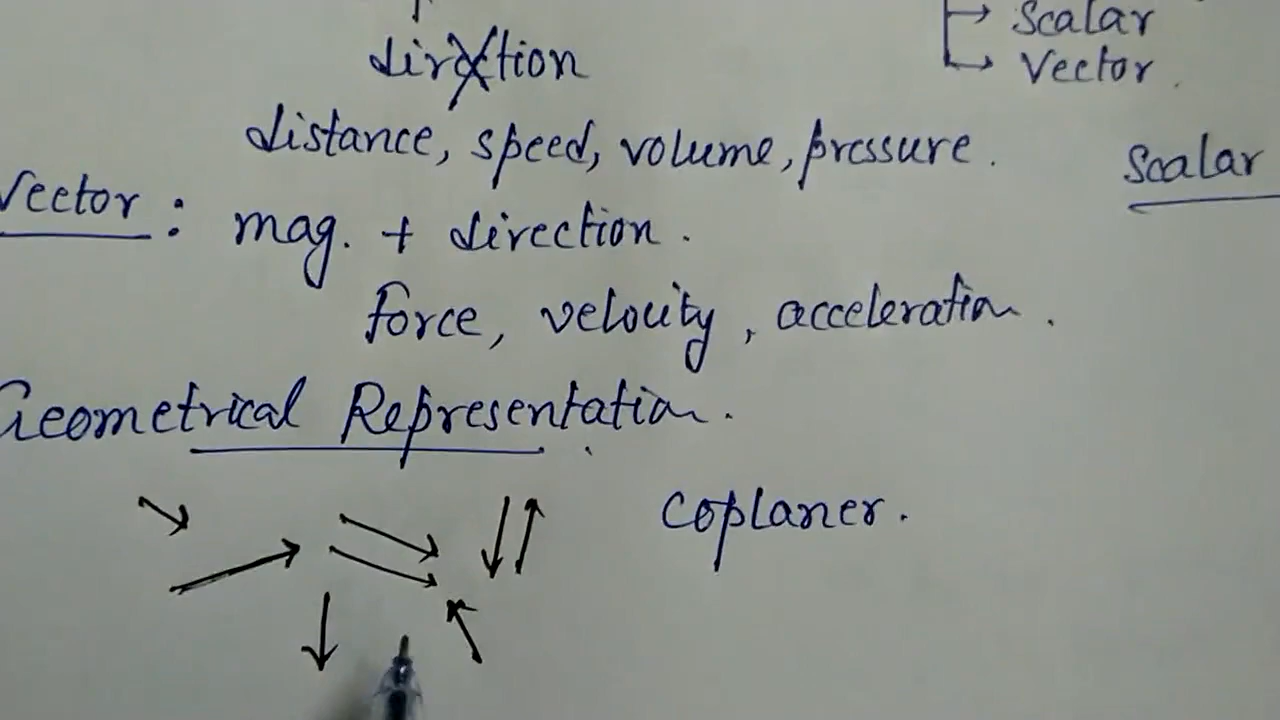 Scalar
direction
Vector.
distance, speed, volume, pressure.
Scalar
Vector : mag. + direction.
force, velocity, acceleration.
Geometrical Representation.
Coplaner.